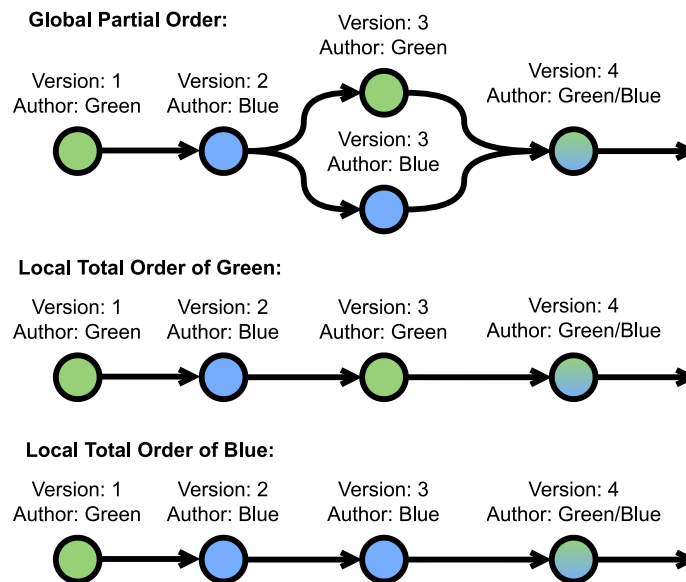 Global Partial Order:
Version: 1
Author: Green
Version: 2
Author: Blue
Version: 3
Author: Green
Version: 3
Author: Blue
Version: 4
Author: Green/Blue
Local Total Order of Green:
Version: 1
Author: Green
Version: 2
Author: Blue
Version: 3
Author: Green
Version: 4
Author: Green/Blue
Local Total Order of Blue:
Version: 1
Author: Green
Version: 2
Author: Blue
Version: 3
Author: Blue
Version: 4
Author: Green/Blue